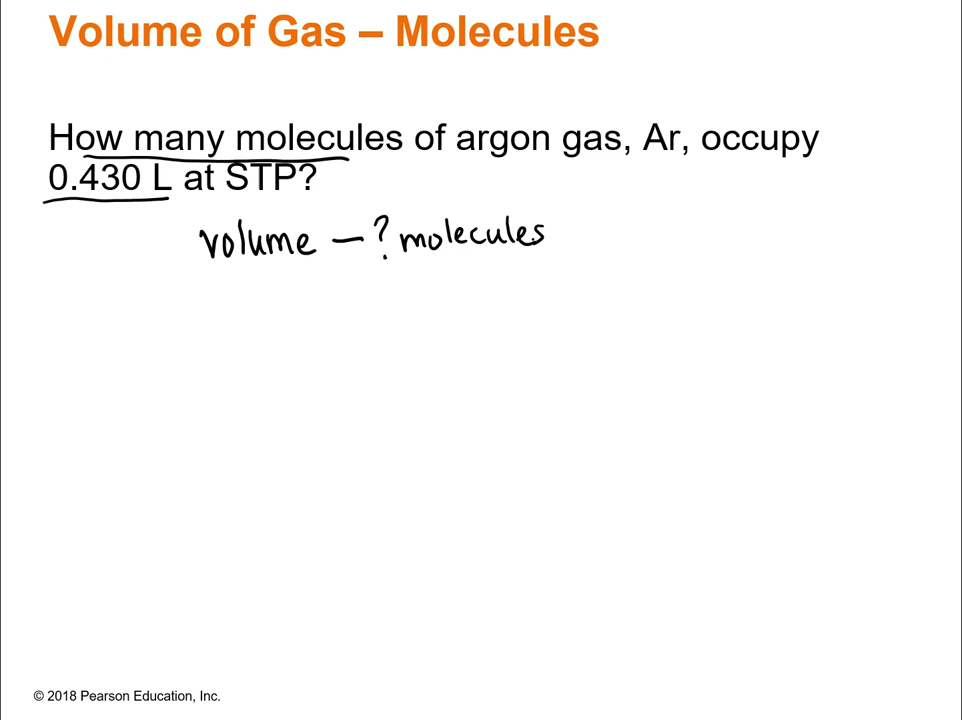 Volume of Gas – Molecules
How many molecules of argon gas, Ar, occupy
0.430 L at STP?
volume — ? molecules
© 2018 Pearson Education, Inc.